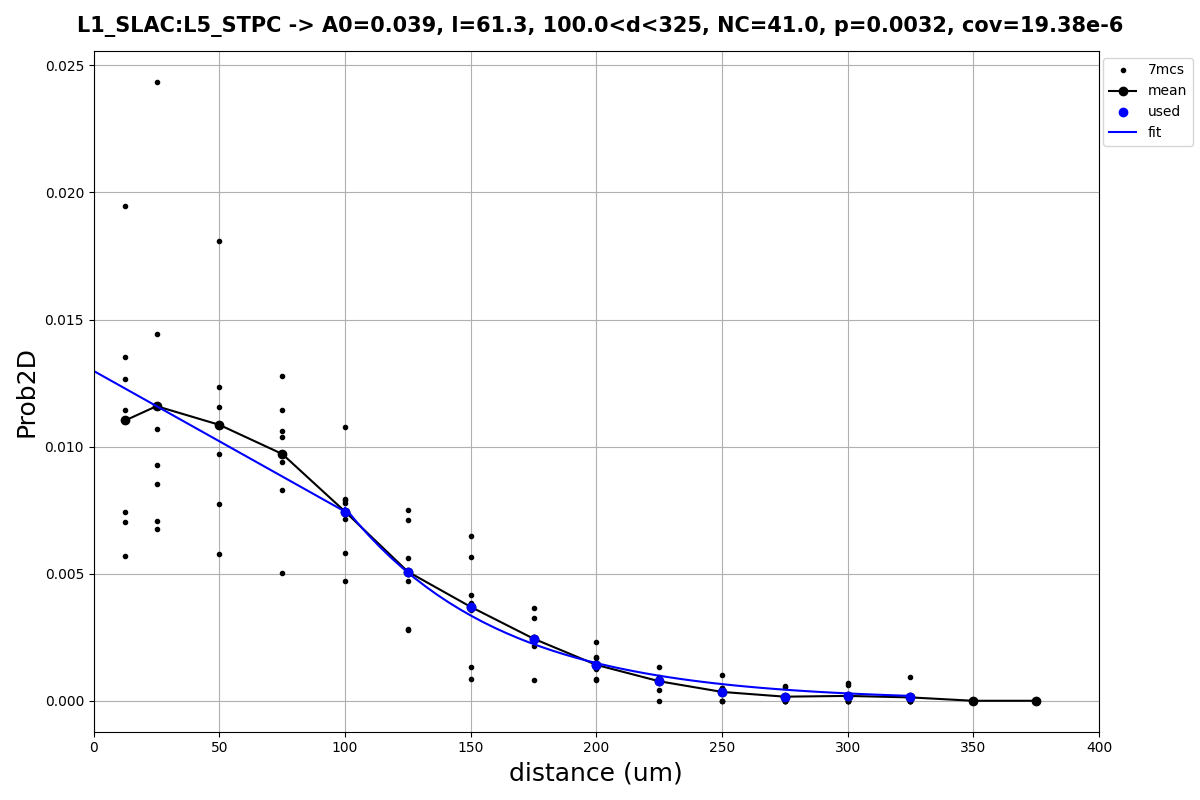 L1_SLAC:L5_STPC -> A0=0.039, l=61.3, 100.0<d<325, NC=41.0, p=0.0032, cov=19.38e-6
7mcs
mean
used
fit
Prob2D
0.025
0.020
0.015
0.010
0.005
0.000
0 50 100 150 200 250 300 350 400
distance (um)